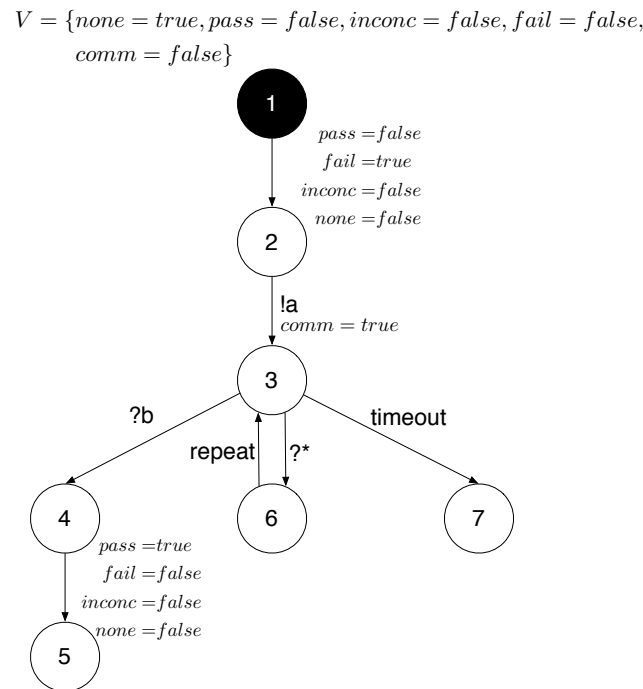 V = {none = true, pass = false, inconc = false, fail = false,
comm = false}
1
pass =false
fail =true
inconc =false
none =false
2
!a
comm = true
3
?b
timeout
repeat
?*
4
6
7
pass =true
fail =false
inconc =false
none =false
5